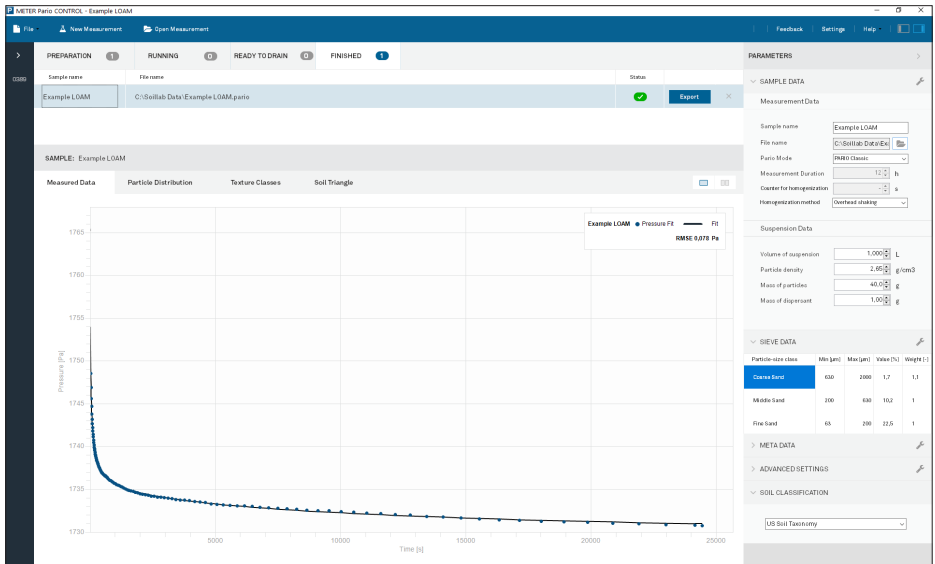 METER Pario CONTROL - Example LOAM
File
New Measurement
Open Measurement
Feedback
Settings
Help
PREPARATION 1
RUNNING 0
READY TO DRAIN 0
FINISHED 1
Sample name
File name
Status
Example LOAM
C:\Soillab Data\Example LOAM.pario
Export
SAMPLE: Example LOAM
Measured Data
Particle Distribution
Texture Classes
Soil Triangle
Example LOAM Pressure Fit Fit
RMSE 0,078 Pa
Pressure [Pa]
1765
1760
1755
1750
1745
1740
1735
1730
5000
10000
15000
20000
25000
Time [s]
PARAMETERS
SAMPLE DATA
Measurement Data
Sample name Example LOAM
File name C:\Soillab Data\Ex
Pario Mode PARIO Classic
Measurement Duration 12 h
Counter for homogenization - s
Homogenization method Overhead shaking
Suspension Data
Volume of suspension 1,000 L
Particle density 2,65 g/cm3
Mass of particles 40,0 g
Mass of dispersant 1,00 g
SIEVE DATA
Particle-size class Min [µm] Max [µm] Value [%] Weight [-]
Coarse Sand 630 2000 1,7 1,1
Middle Sand 200 630 10,2 1
Fine Sand 63 200 22,5 1
META DATA
ADVANCED SETTINGS
SOIL CLASSIFICATION
US Soil Taxonomy